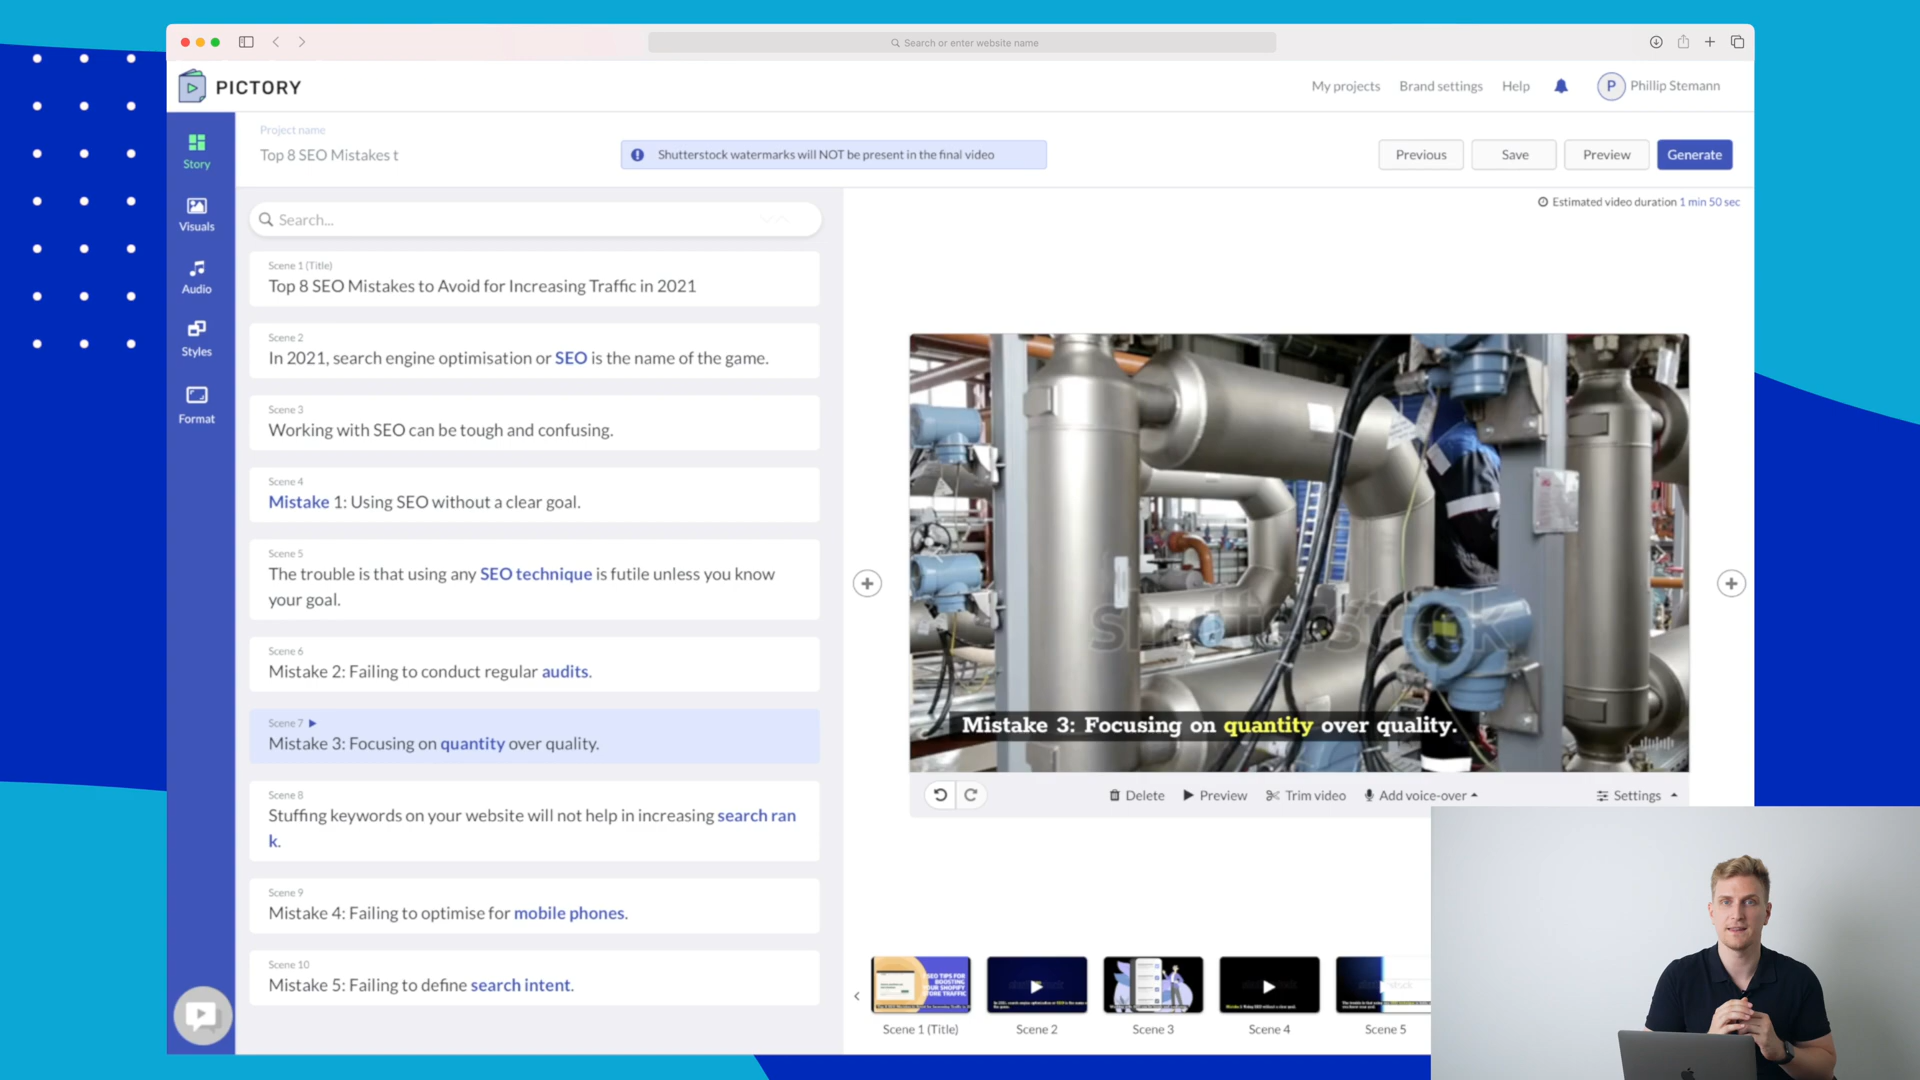 Search or enter website name
PICTORY
My projects
Brand settings
Help
P
Phillip Stemann
Story
Visuals
Audio
Styles
Format
Project name
Top 8 SEO Mistakes t
Shutterstock watermarks will NOT be present in the final video
Previous
Save
Preview
Generate
Estimated video duration 1 min 50 sec
Search...
Scene 1 (Title)
Top 8 SEO Mistakes to Avoid for Increasing Traffic in 2021
Scene 2
In 2021, search engine optimisation or SEO is the name of the game.
Scene 3
Working with SEO can be tough and confusing.
Scene 4
Mistake 1: Using SEO without a clear goal.
Scene 5
The trouble is that using any SEO technique is futile unless you know
your goal.
Scene 6
Mistake 2: Failing to conduct regular audits.
Scene 7
Mistake 3: Focusing on quantity over quality.
Scene 8
Stuffing keywords on your website will not help in increasing search ran
k.
Scene 9
Mistake 4: Failing to optimise for mobile phones.
Scene 10
Mistake 5: Failing to define search intent.
shutterstock
Mistake 3: Focusing on quantity over quality.
Delete
Preview
Trim video
Add voice-over
Settings
SEO TIPS FOR
BOOSTING
YOUR SHOPIFY
STORE TRAFFIC
Scene 1 (Title)
Scene 2
Scene 3
Scene 4
Scene 5